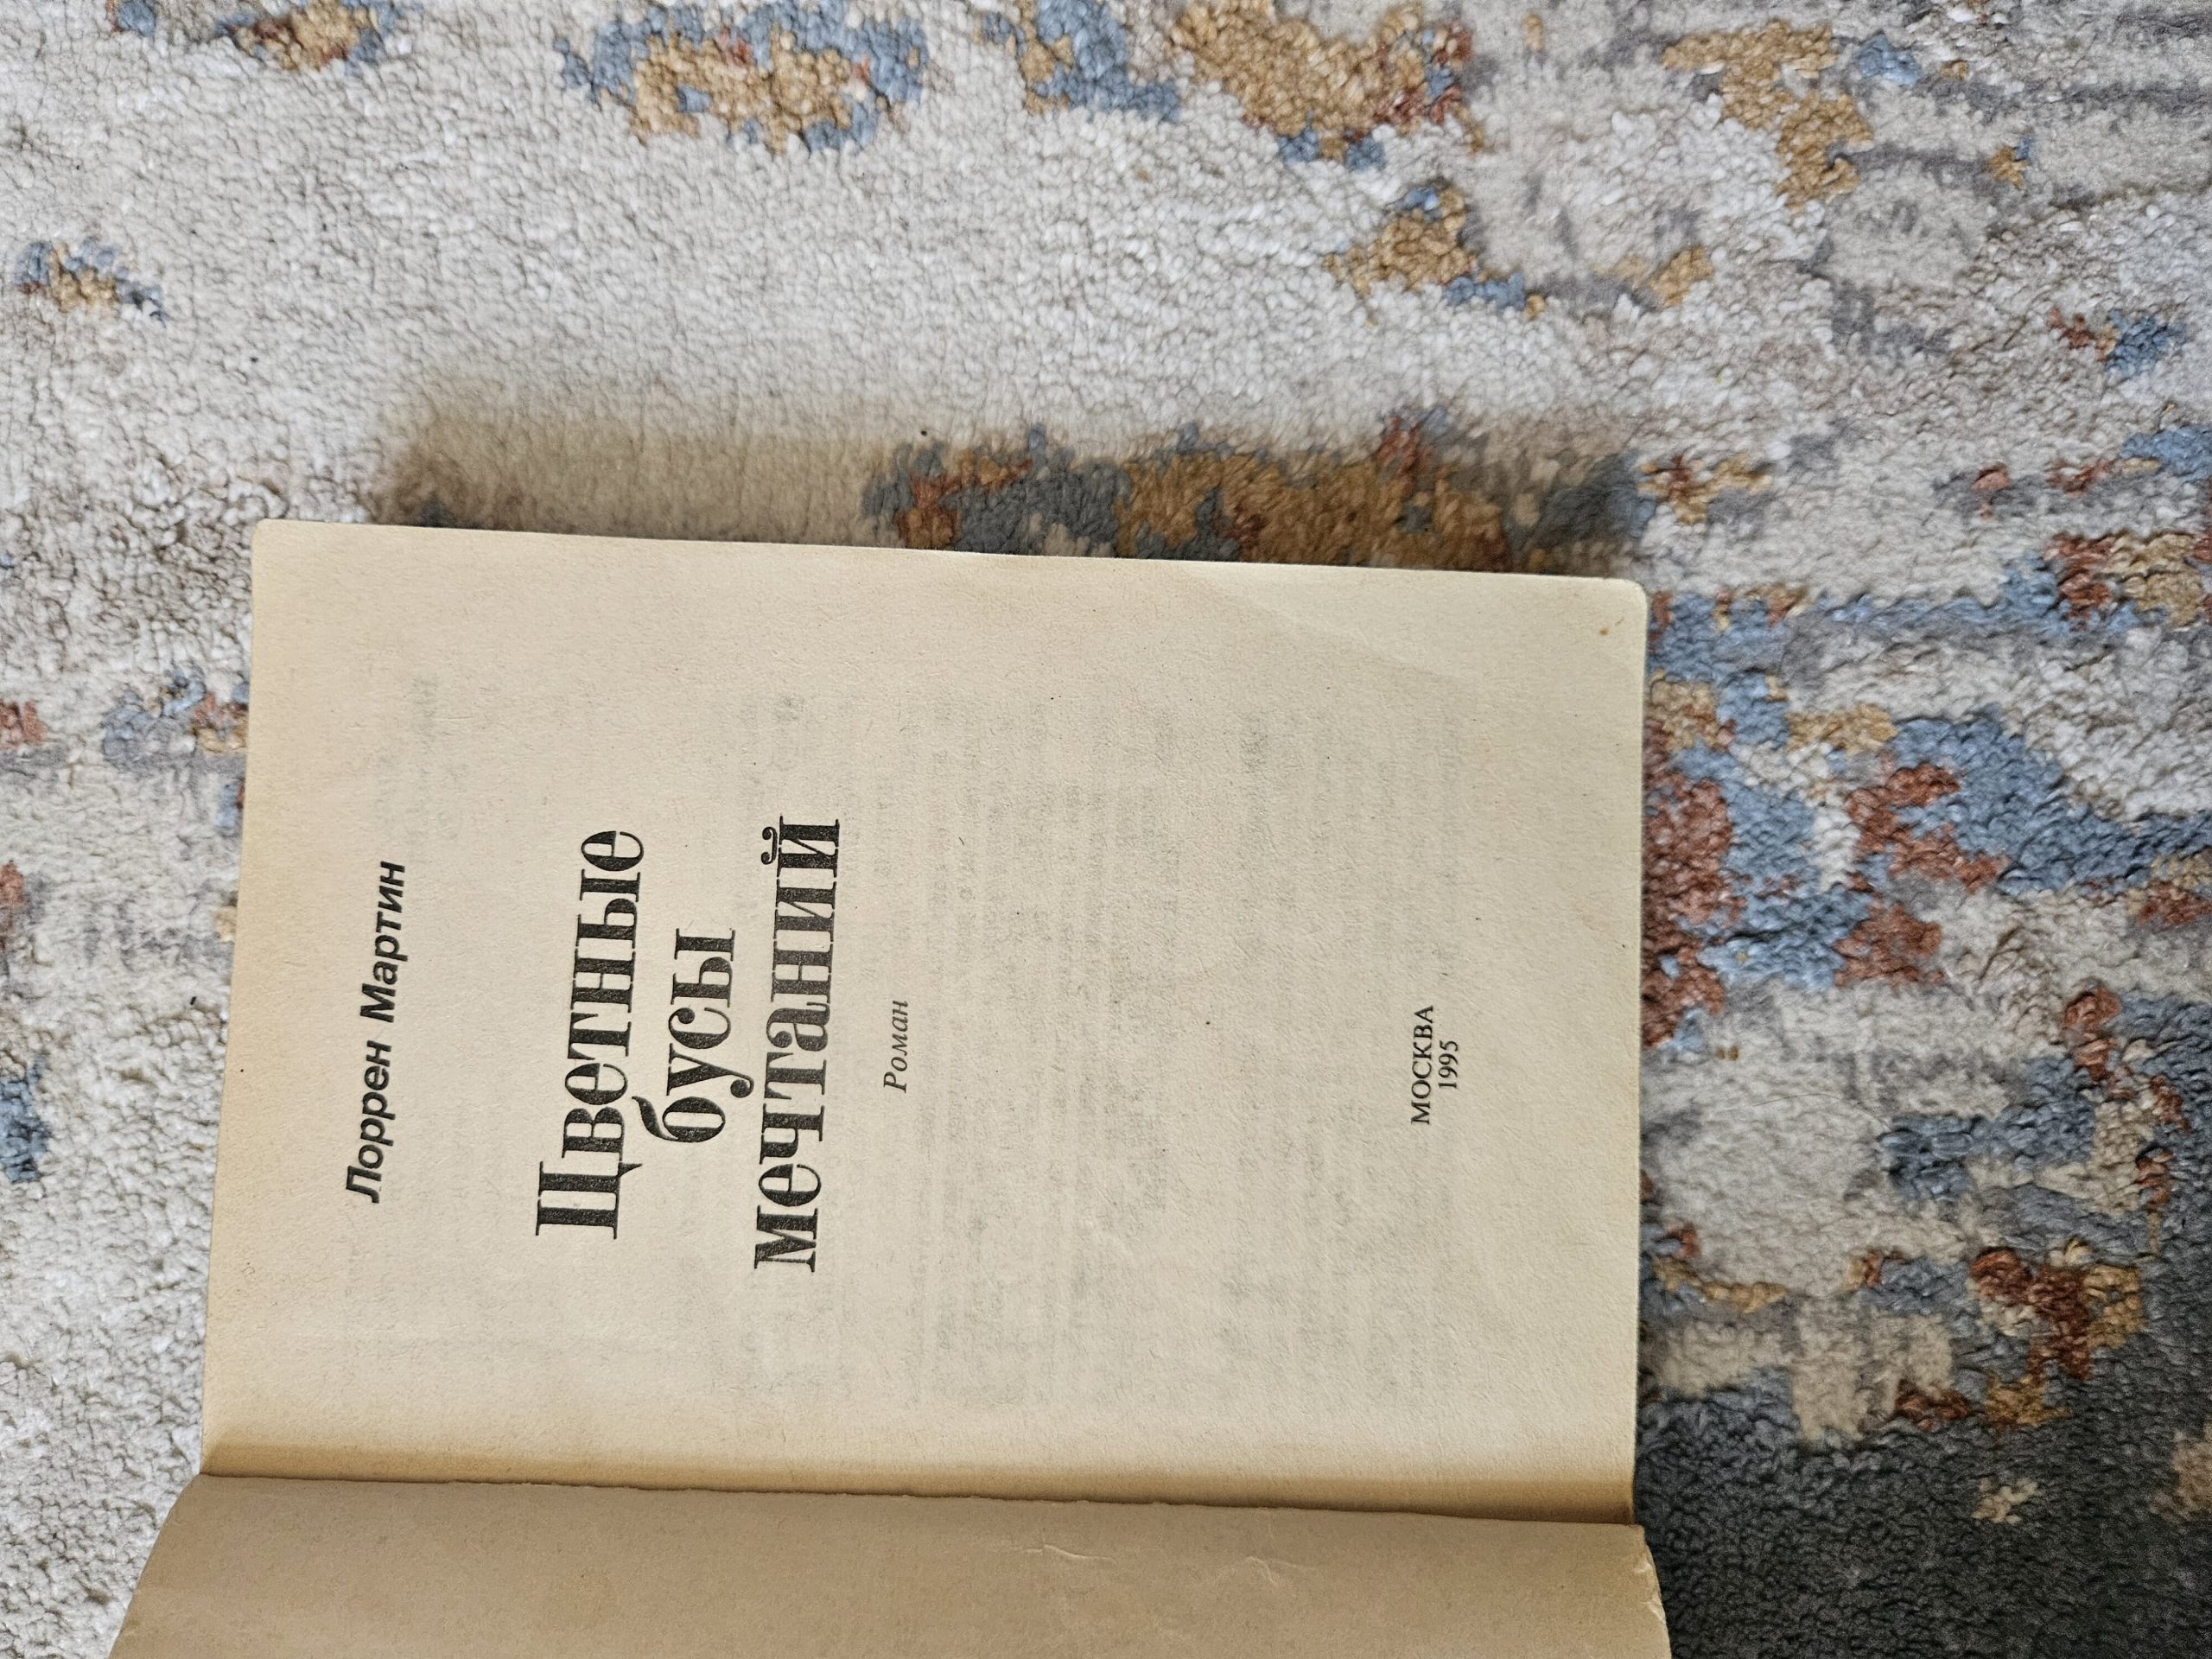 Лоррен Мартин
Цветные
бусы
мечтаний
Роман
МОСКВА
1995